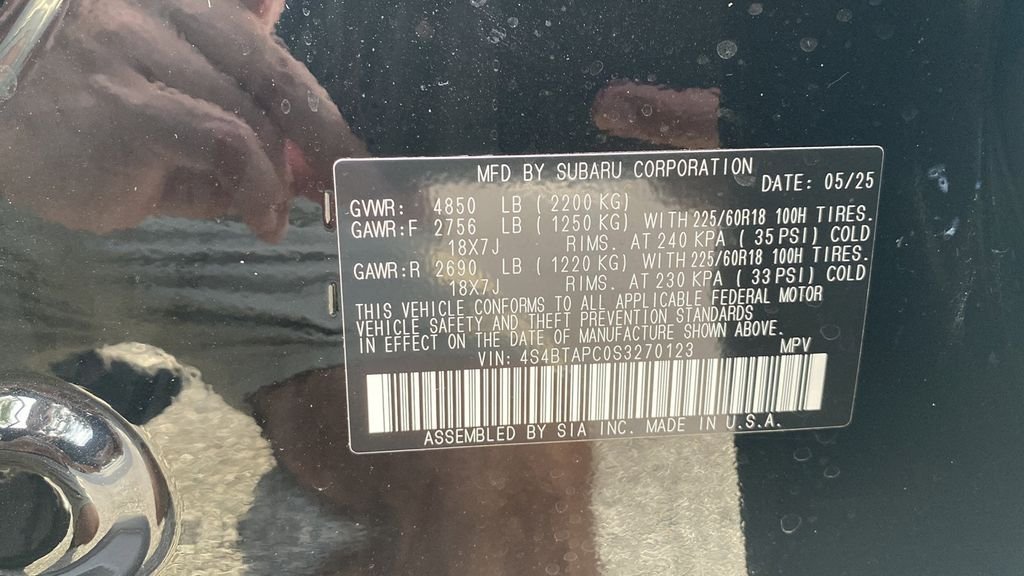 MFD BY SUBARU CORPORATION
DATE: 05/25
GVWR: 4850 LB ( 2200 KG)
GAWR:F 2756 LB ( 1250 KG) WITH 225/60R18 100H TIRES.
18X7J RIMS. AT 240 KPA ( 35 PSI) COLD
GAWR:R 2690 LB ( 1220 KG) WITH 225/60R18 100H TIRES.
18X7J RIMS. AT 230 KPA ( 33 PSI) COLD
THIS VEHICLE CONFORMS TO ALL APPLICABLE FEDERAL MOTOR
VEHICLE SAFETY AND THEFT PREVENTION STANDARDS
IN EFFECT ON THE DATE OF MANUFACTURE SHOWN ABOVE.
VIN: 4S4BTAPC0S3270123 MPV
ASSEMBLED BY SIA INC. MADE IN U.S.A.